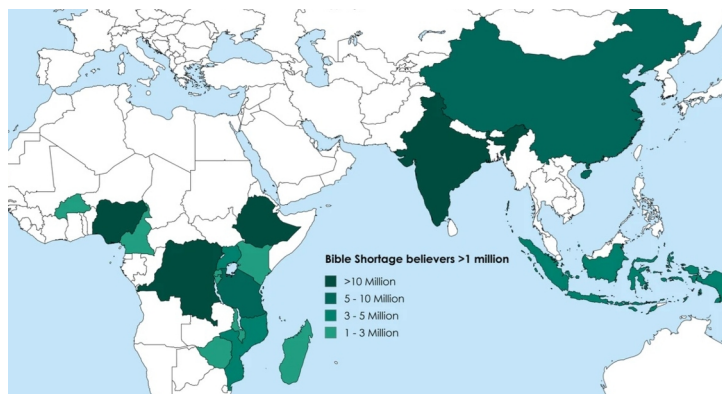 Bible Shortage believers >1 million
>10 Million
5 - 10 Million
3 - 5 Million
1 - 3 Million